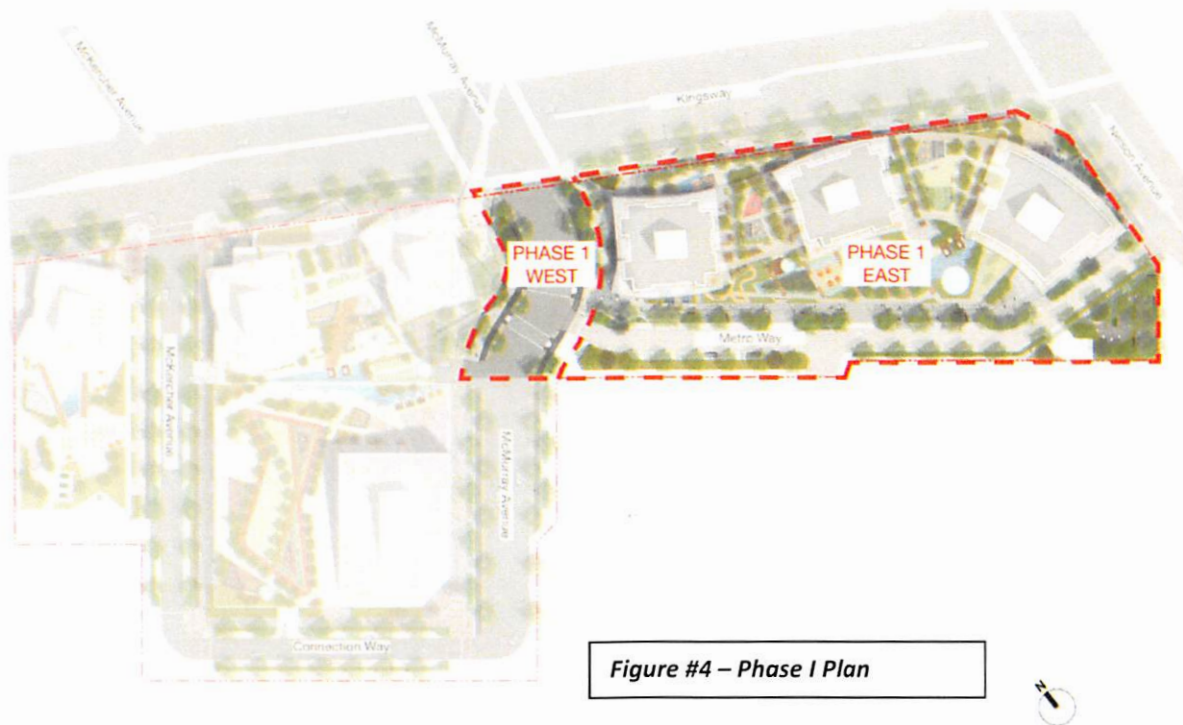 McKercher Avenue
McMurray Avenue
Kingsway
Nelson Avenue
PHASE 1
WEST
PHASE 1
EAST
Metro Way
McKercher Avenue
McMurray Avenue
Connection Way
Figure #4 – Phase I Plan
N